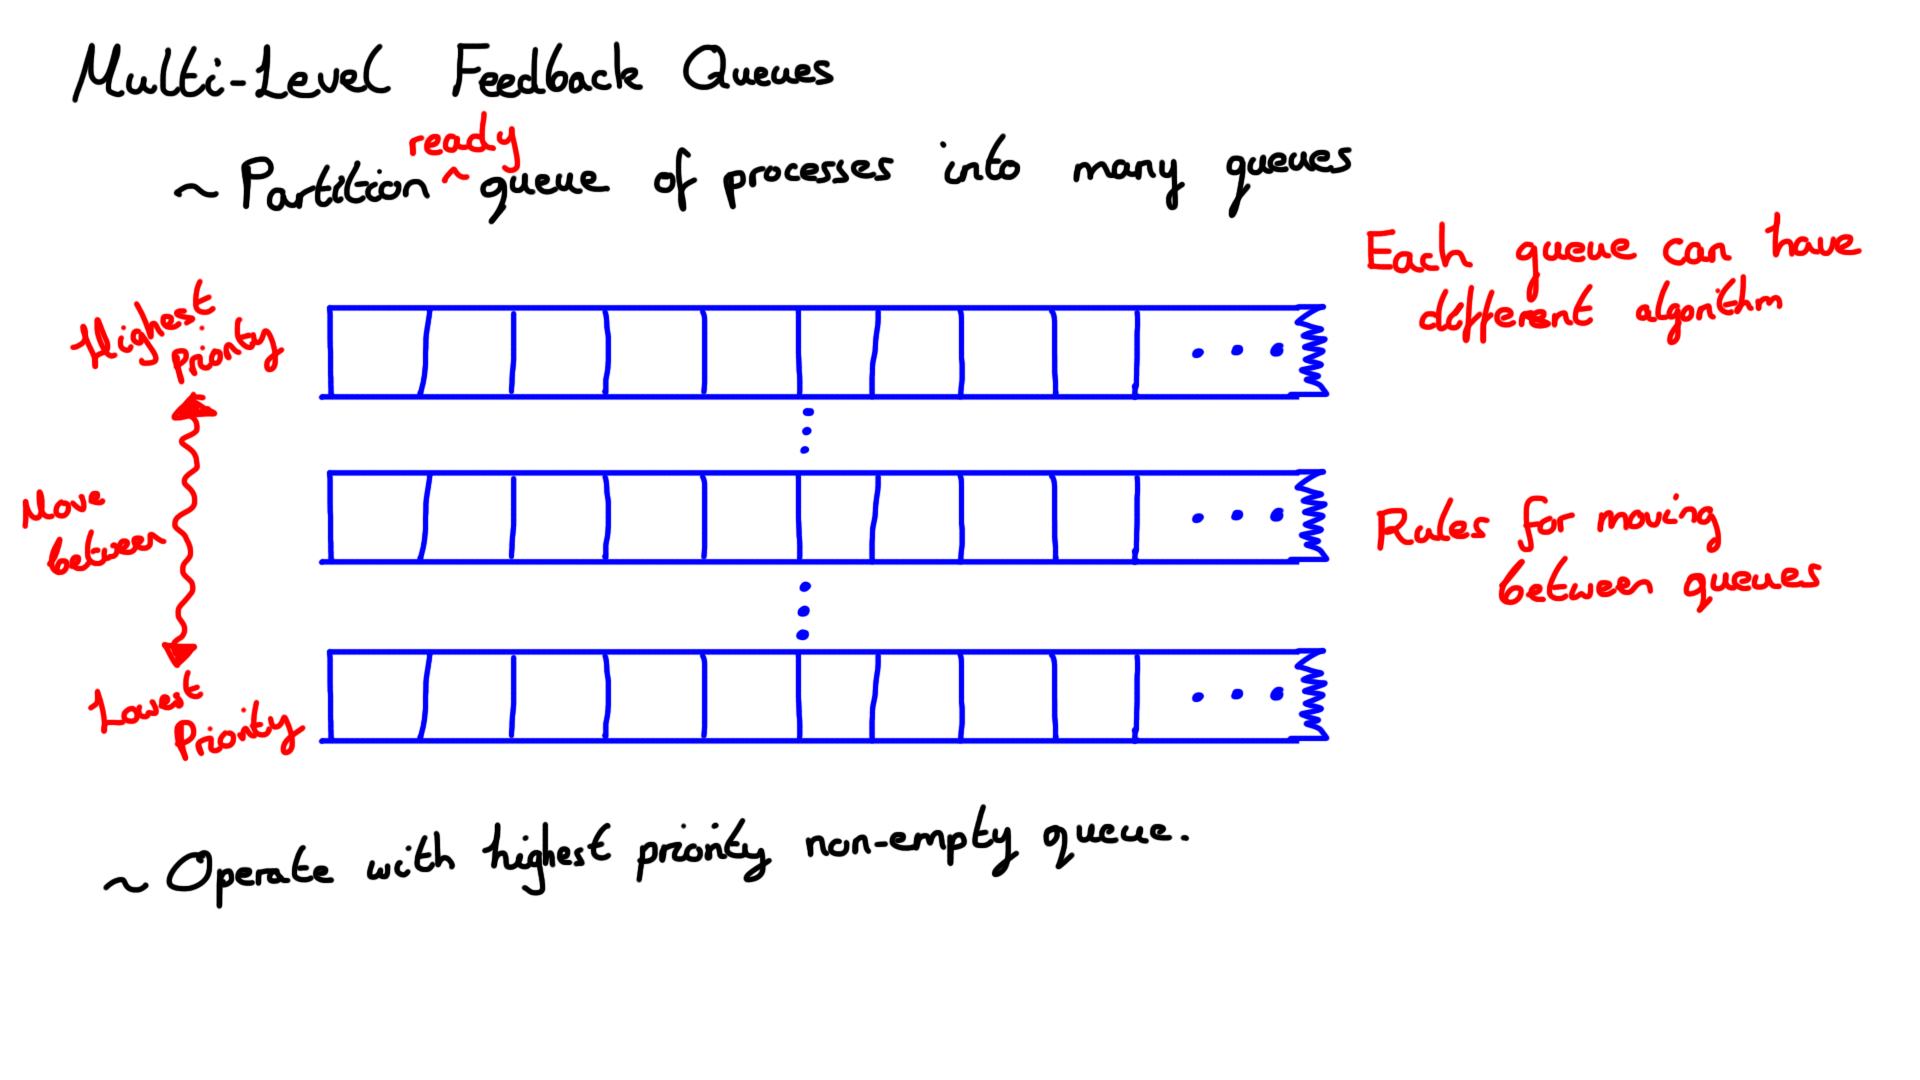 Multi-Level Feedback Queues
~ Partition ^ready queue of processes into many queues
Each queue can have
different algorithm
Highest
Priority
Move
between
Rules for moving
between queues
Lowest
Priority
~ Operate with highest priority non-empty queue.